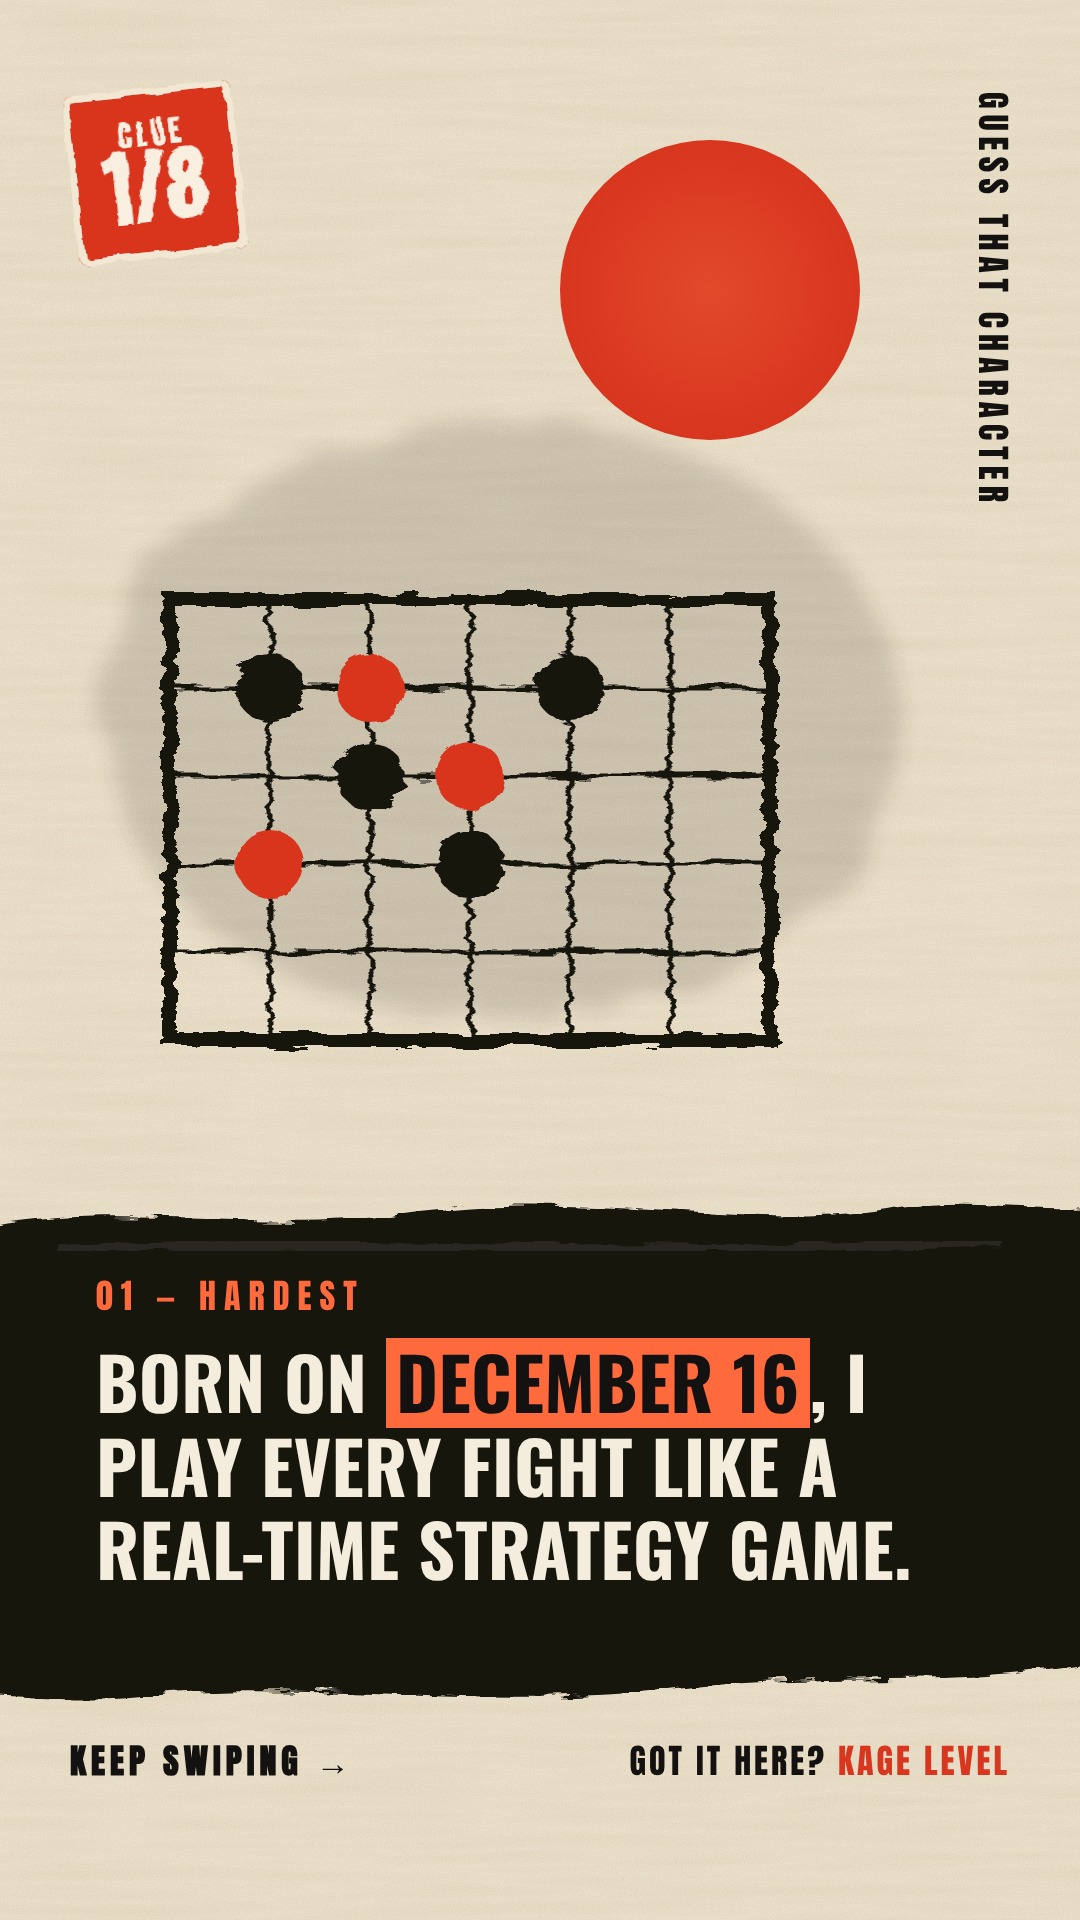 CLUE
1/8
GUESS THAT CHARACTER
01 – HARDEST
BORN ON DECEMBER 16, I
PLAY EVERY FIGHT LIKE A
REAL-TIME STRATEGY GAME.
KEEP SWIPING →
GOT IT HERE? KAGE LEVEL